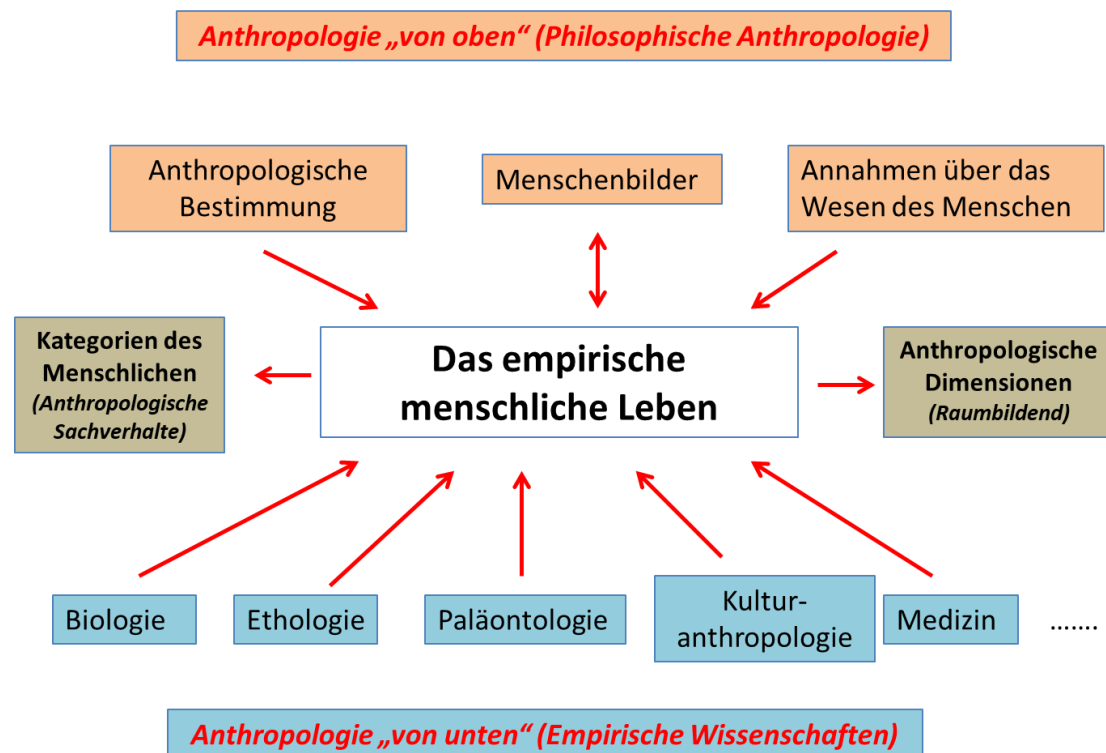 Anthropologie „von oben“ (Philosophische Anthropologie)
Anthropologische
Bestimmung
Menschenbilder
Annahmen über das
Wesen des Menschen
Kategorien des
Menschlichen
(Anthropologische
Sachverhalte)
Das empirische
menschliche Leben
Anthropologische
Dimensionen
(Raumbildend)
Biologie
Ethologie
Paläontologie
Kultur-
anthropologie
Medizin
…….
Anthropologie „von unten“ (Empirische Wissenschaften)